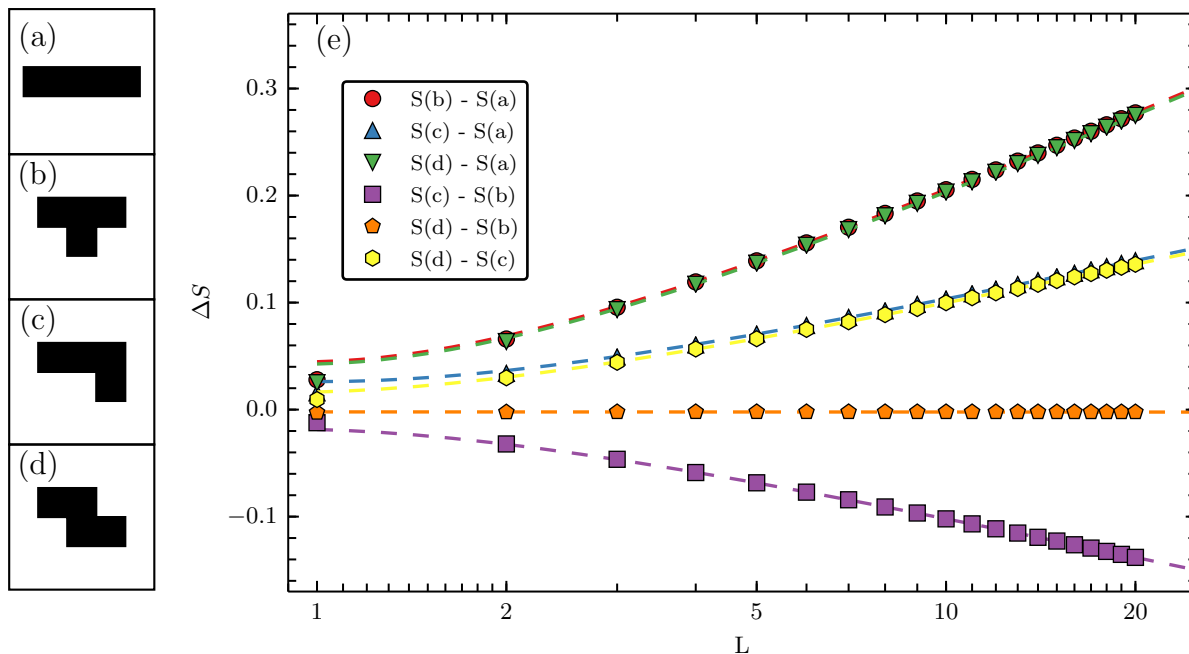 (a)
(b)
(c)
(d)
(e)
S(b) - S(a)
S(c) - S(a)
S(d) - S(a)
S(c) - S(b)
S(d) - S(b)
S(d) - S(c)
ΔS
0.3
0.2
0.1
0.0
−0.1
1 2 5 10 20
L